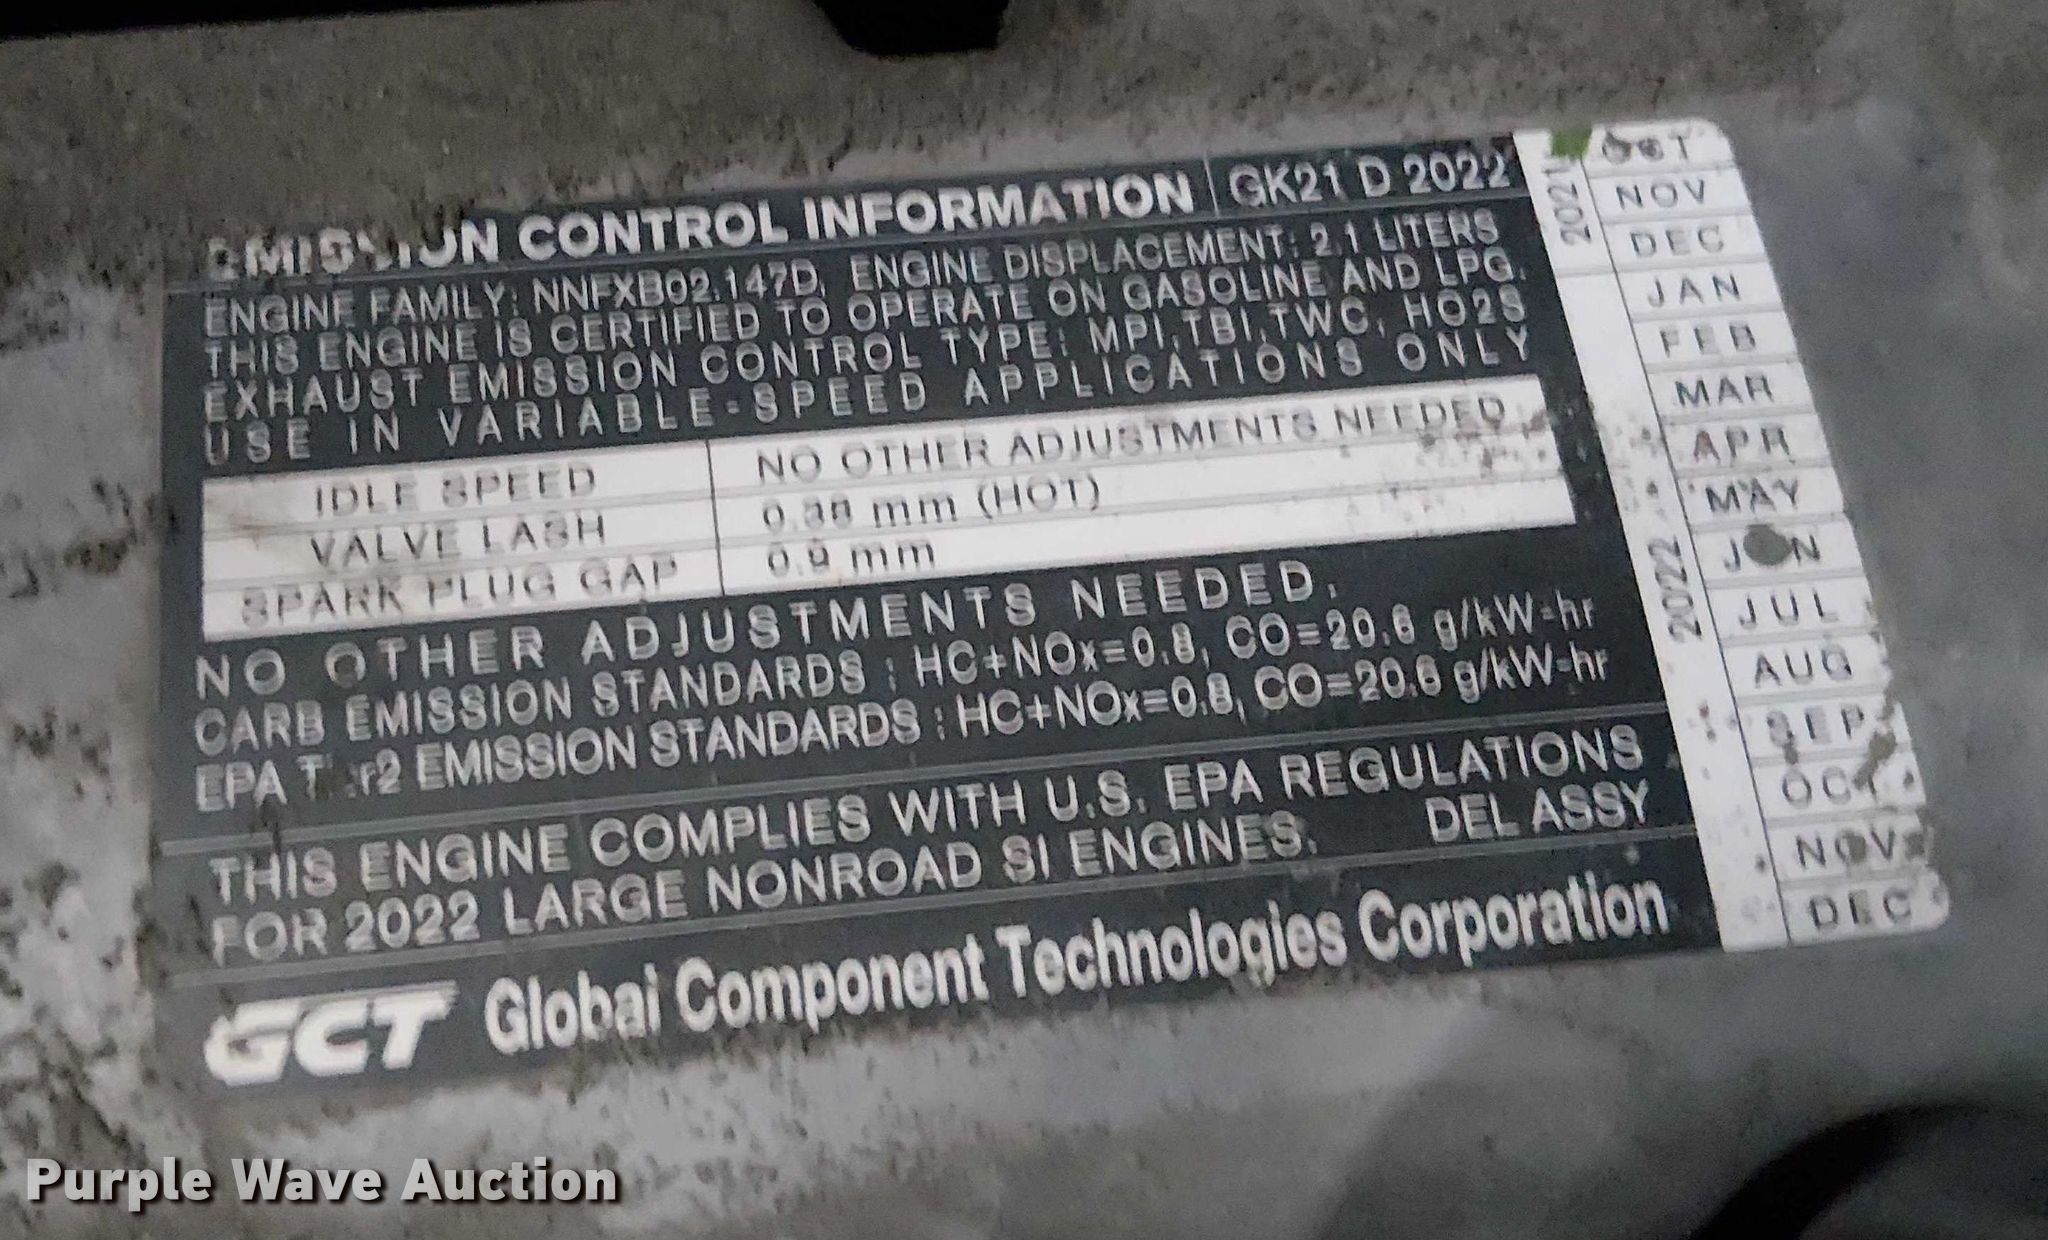 EMISSION CONTROL INFORMATION GK21 D 2022
ENGINE FAMILY: NNFXB02.147D, ENGINE DISPLACEMENT: 2.1 LITERS
THIS ENGINE IS CERTIFIED TO OPERATE ON GASOLINE AND LPG.
EXHAUST EMISSION CONTROL TYPE: MPI,TBI,TWC, HO2S
USE IN VARIABLE-SPEED APPLICATIONS ONLY
IDLE SPEED NO OTHER ADJUSTMENTS NEEDED
VALVE LASH 0.38 mm (HOT)
SPARK PLUG GAP 0.9 mm
NO OTHER ADJUSTMENTS NEEDED.
CARB EMISSION STANDARDS : HC+NOx=0.8, CO=20.6 g/kW-hr
EPA Tier2 EMISSION STANDARDS : HC+NOx=0.8, CO=20.6 g/kW-hr
THIS ENGINE COMPLIES WITH U.S. EPA REGULATIONS
FOR 2022 LARGE NONROAD SI ENGINES. DEL ASSY
GCT Global Component Technologies Corporation
2021
OCT
NOV
DEC
2022
JAN
FEB
MAR
APR
MAY
JUN
JUL
AUG
SEP
OCT
NOV
DEC
Purple Wave Auction